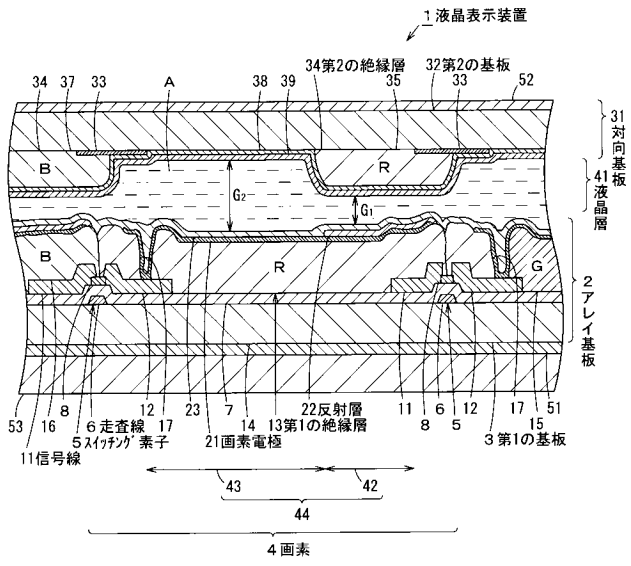 1 液晶表示装置
34第2の絶縁層 32第2の基板
34 37 33 A 38 39 35 33 52
31対向基板
41液晶層
2アレイ基板
B R
G2 G1
B R G
53 16 8 6走査線 12 17 23 7 14 22反射層 11 8 6 12 5 15 17 51
5スイッチング素子 21画素電極 13第1の絶縁層 3第1の基板
11信号線
43 42
44
4画素